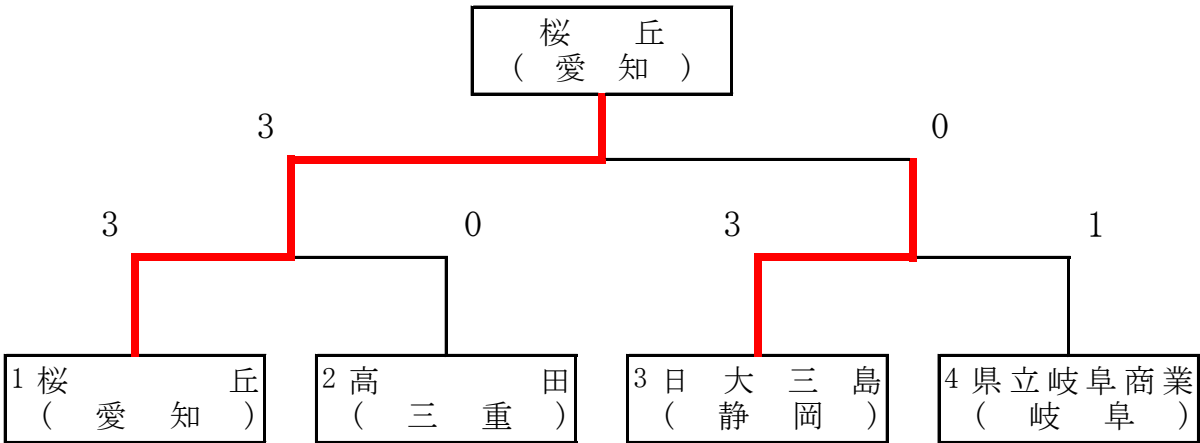 桜丘
(愛知)
3 0
3 0 3 1
1 桜丘
(愛知)
2 高田
(三重)
3 日大三島
(静岡)
4 県立岐阜商業
(岐阜)